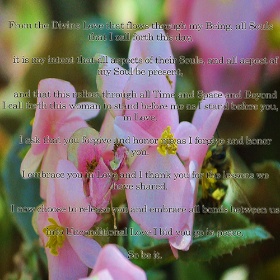 From the Divine Love that flows through my Being, all Souls
that I call forth this day,
it is my intent that all aspects of their Souls, and all aspect of
my Soul be present,
and that this ripples through all Time and Space and Beyond
I call forth this woman to stand before me as I stand before you,
in Love.
I ask that you forgive and honor me as I forgive and honor
you.
I embrace you in Love and I thank you for the lessons we
have shared.
I now choose to release you and embrace all bonds between us
Love I bid you go in peace.
So be it.